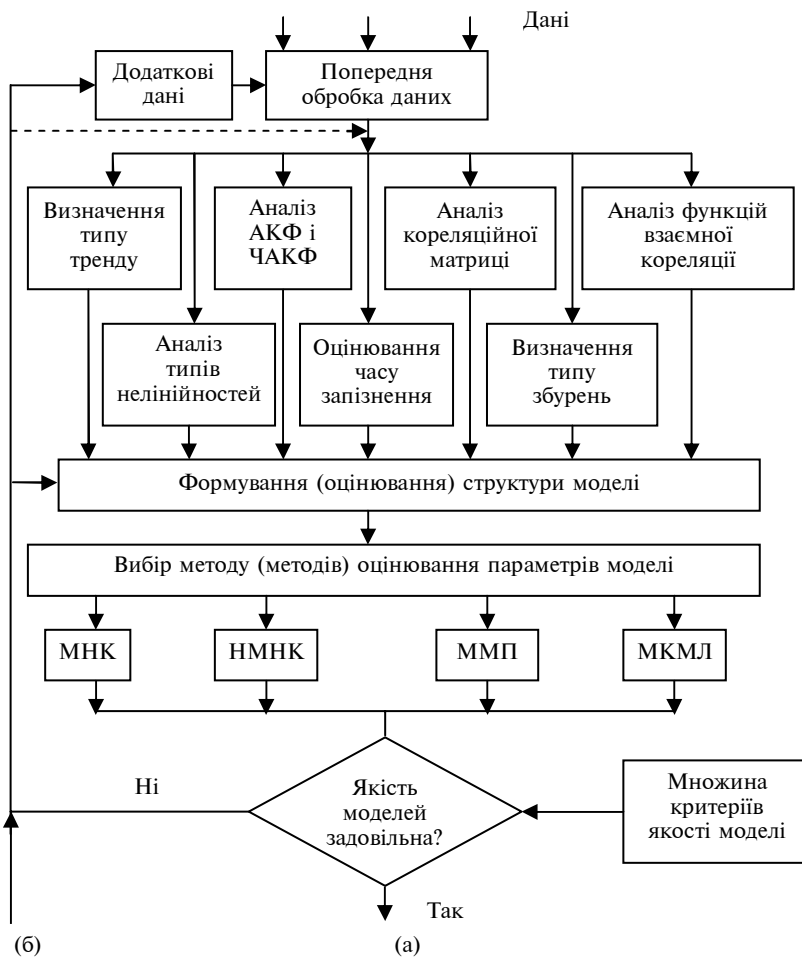 Дані
Додаткові
дані
Попередня
обробка даних
Визначення
типу
тренду
Аналіз
АКФ і
ЧАКФ
Аналіз
кореляційної
матриці
Аналіз функцій
взаємної
кореляції
Аналіз
типів
нелінійностей
Оцінювання
часу
запізнення
Визначення
типу
збурень
Формування (оцінювання) структури моделі
Вибір методу (методів) оцінювання параметрів моделі
МНК
НМНК
ММП
МКМЛ
Ні
Якість
моделей
задовільна?
Множина
критеріїв
якості моделі
Так
(б)
(а)